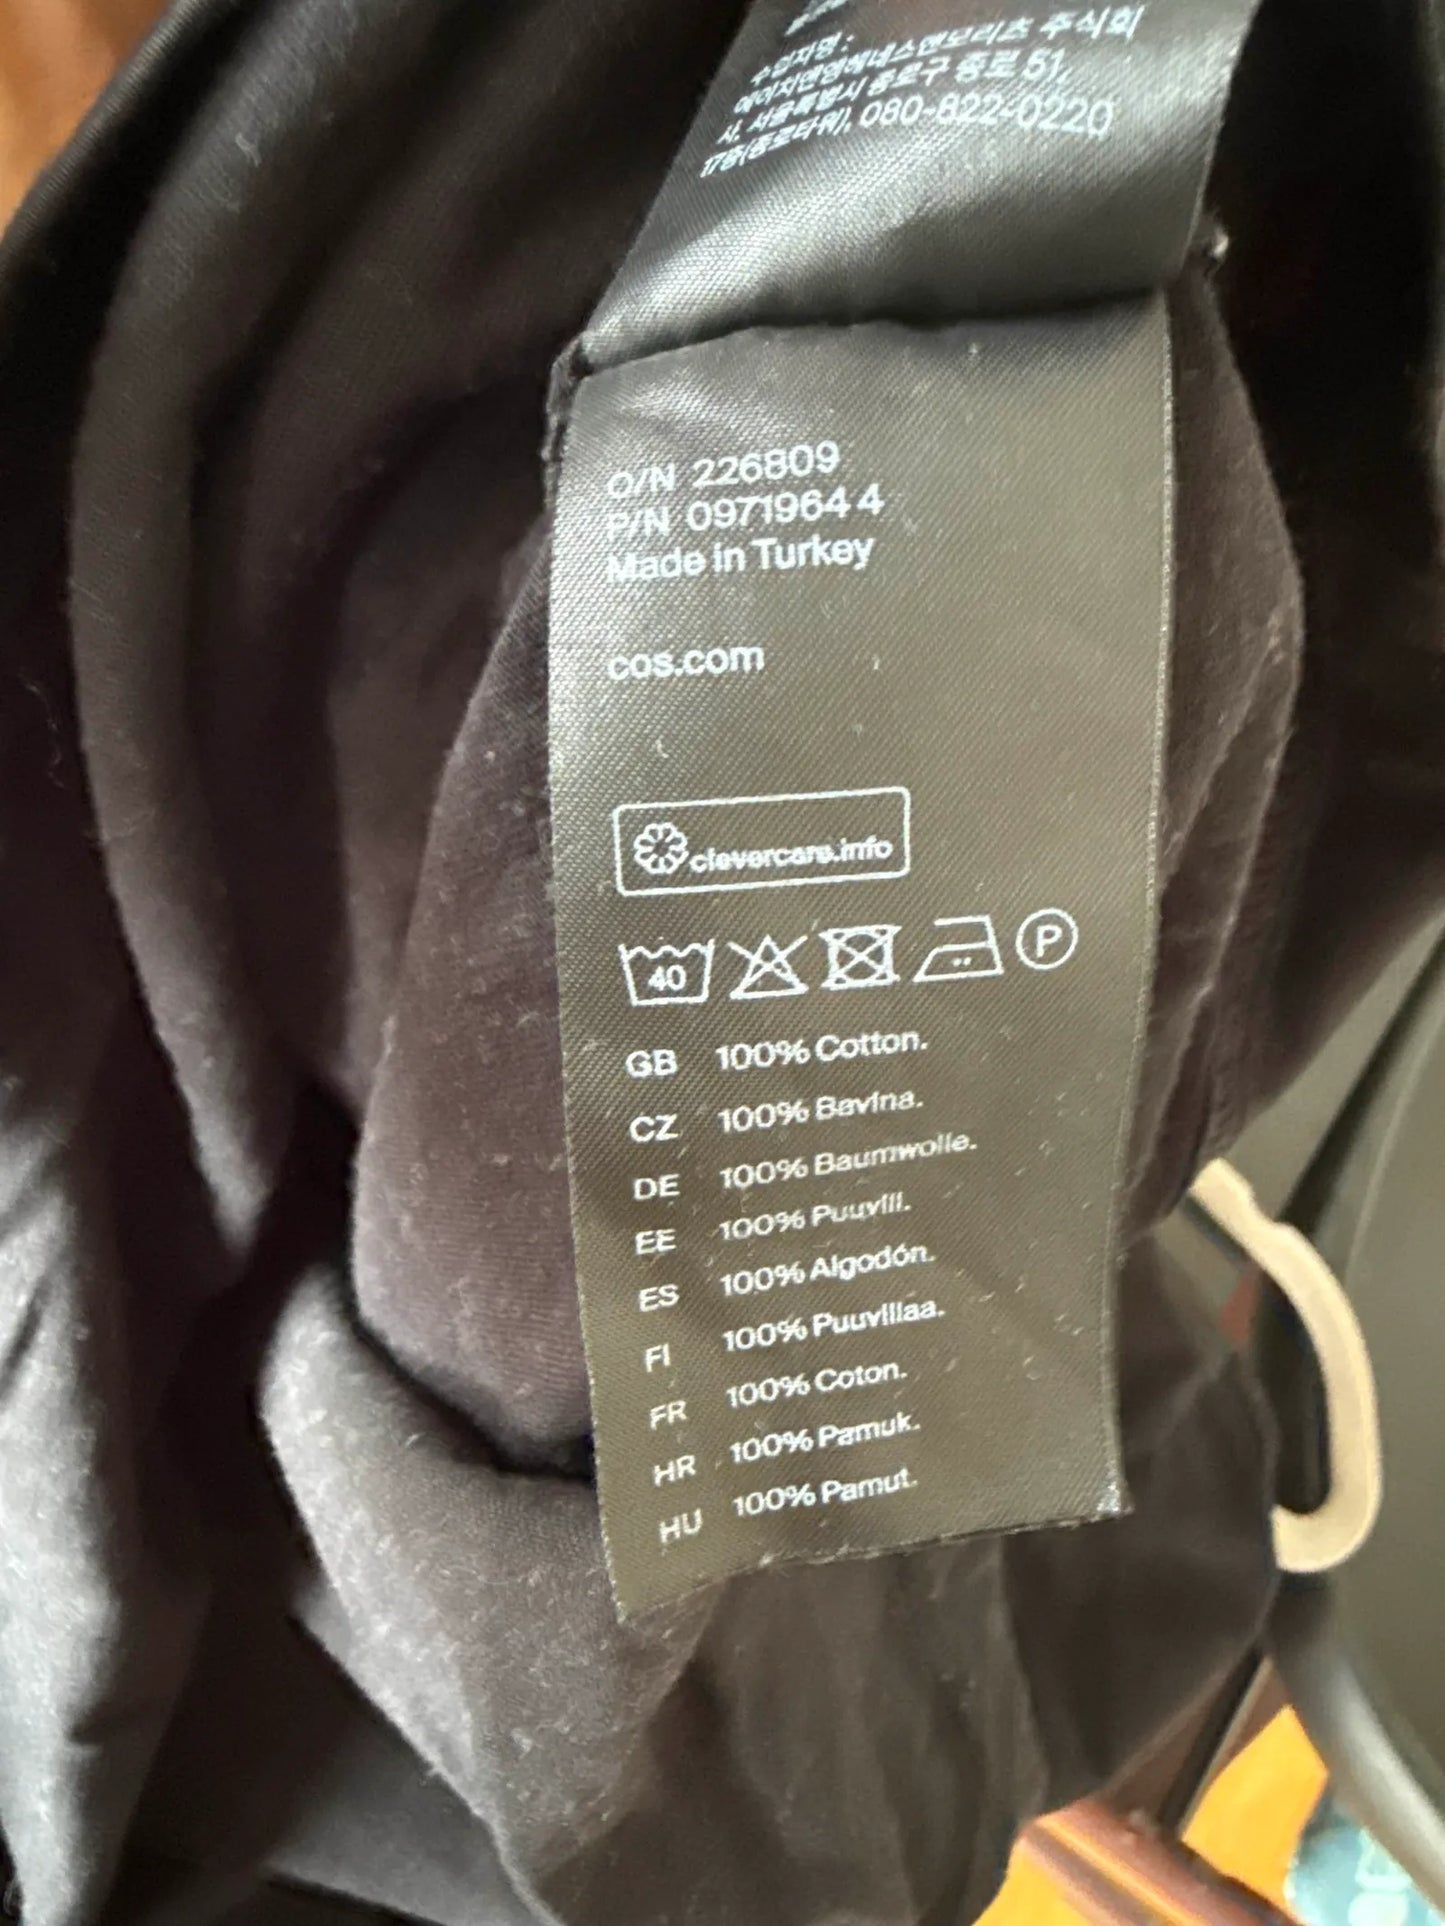 수입자명 :
에이치앤엠헤네스앤모리츠 주식회
사, 서울특별시 종로구 종로 51,
17층(종로타워), 080-822-0220
O/N 226809
P/N 0971964 4
Made in Turkey
cos.com
clevercare.info
40 P
GB 100% Cotton.
CZ 100% Bavlna.
DE 100% Baumwolle.
EE 100% Puuvill.
ES 100% Algodón.
FI 100% Puuvillaa.
FR 100% Coton.
HR 100% Pamuk.
HU 100% Pamut.